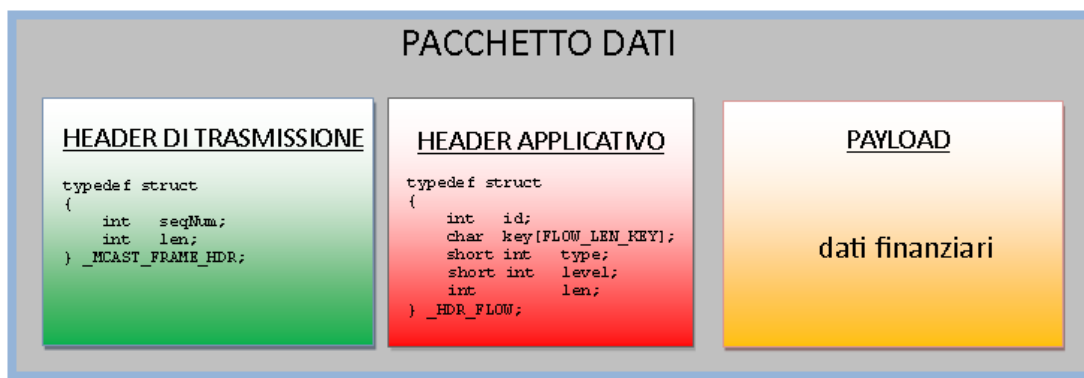 PACCHETTO DATI
HEADER DI TRASMISSIONE
typedef struct
{
int seqNum;
int len;
} _MCAST_FRAME_HDR;
HEADER APPLICATIVO
typedef struct
{
int id;
char key[FLOW_LEN_KEY];
short int type;
short int level;
int len;
} _HDR_FLOW;
PAYLOAD
dati finanziari